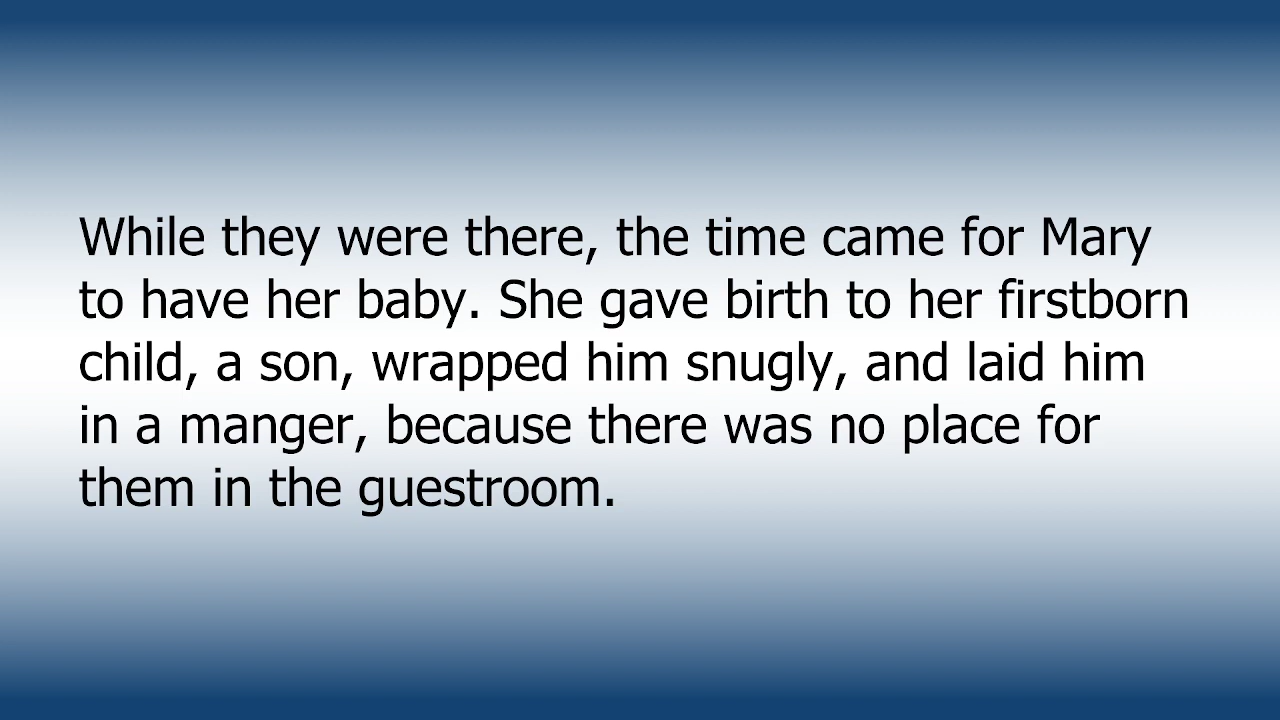 While they were there, the time came for Mary
to have her baby. She gave birth to her firstborn
child, a son, wrapped him snugly, and laid him
in a manger, because there was no place for
them in the guestroom.